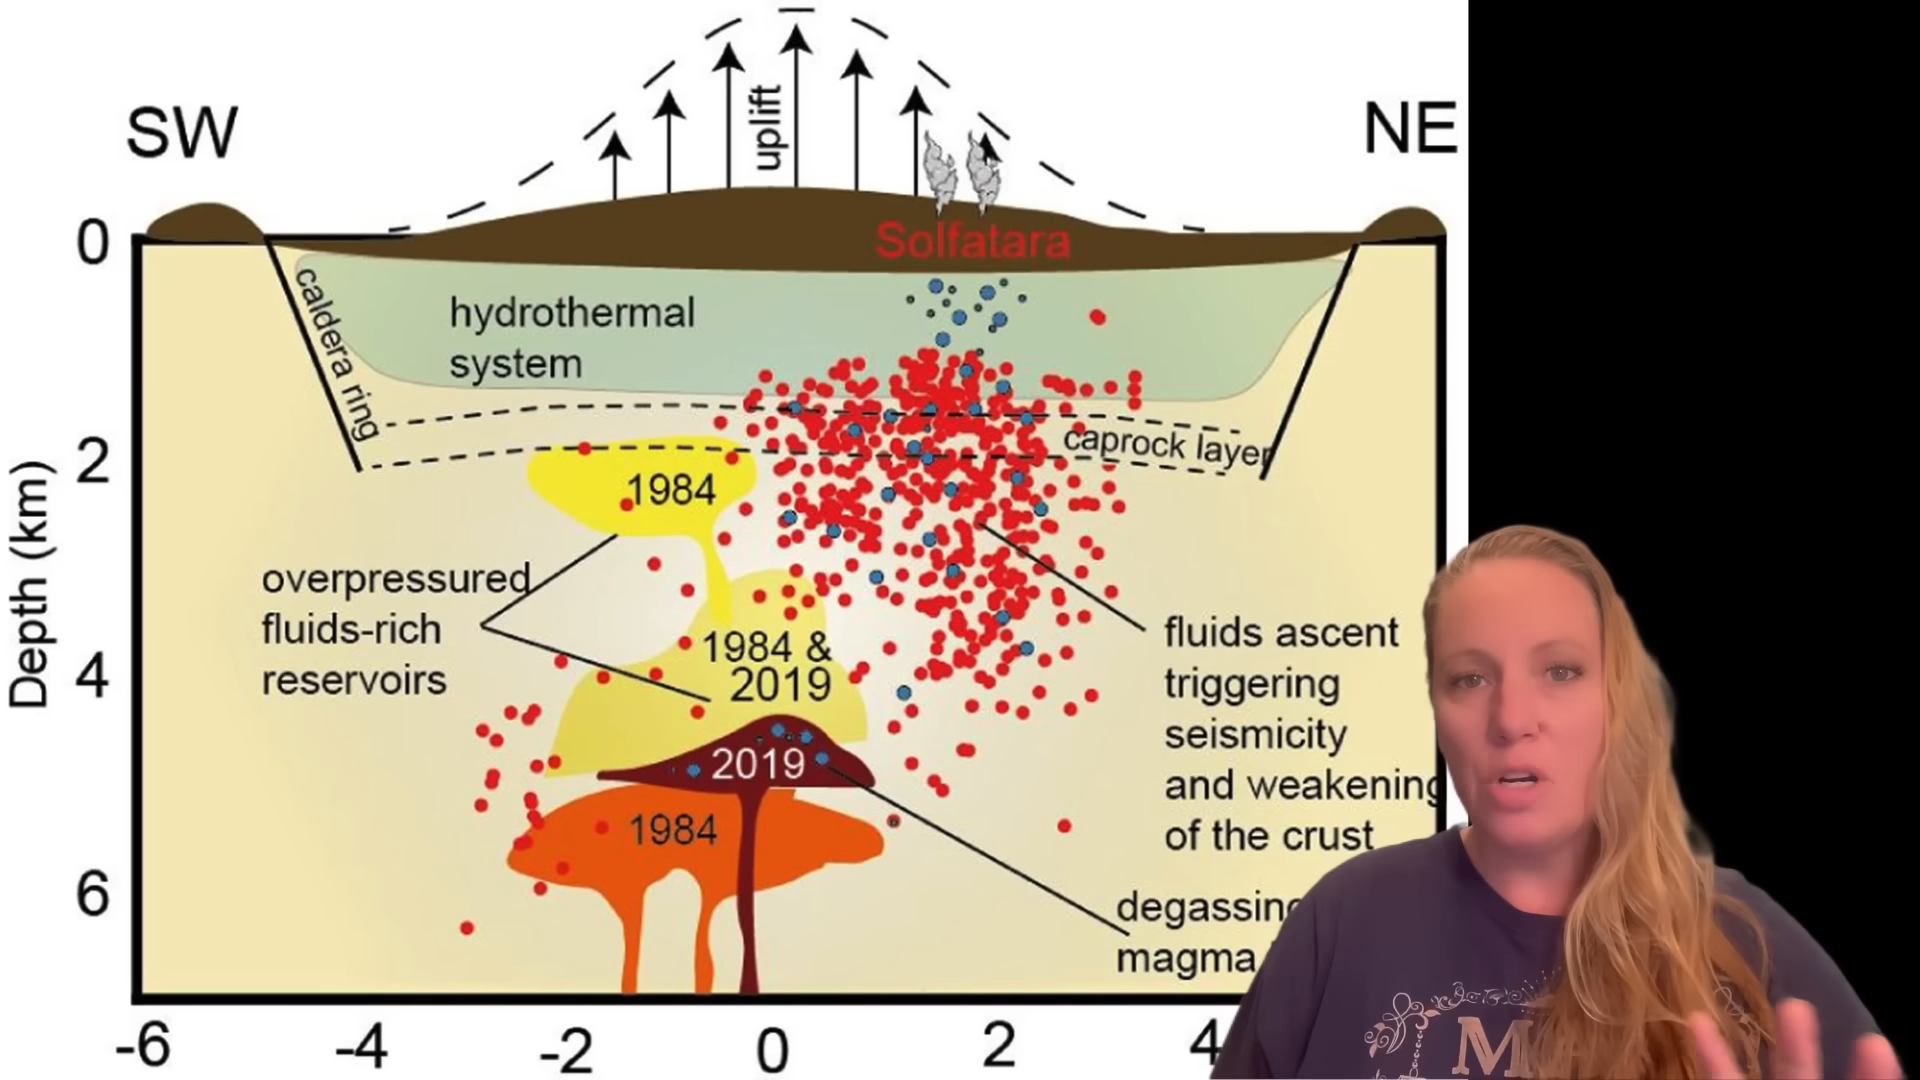 SW
NE
uplift
Solfatara
0
2
4
6
Depth (km)
caldera ring
hydrothermal
system
caprock layer
1984
overpressured
fluids-rich
reservoirs
1984 &
2019
2019
1984
fluids ascent
triggering
seismicity
and weakening
of the crust
degassing
magma
-6
-4
-2
0
2
4
M